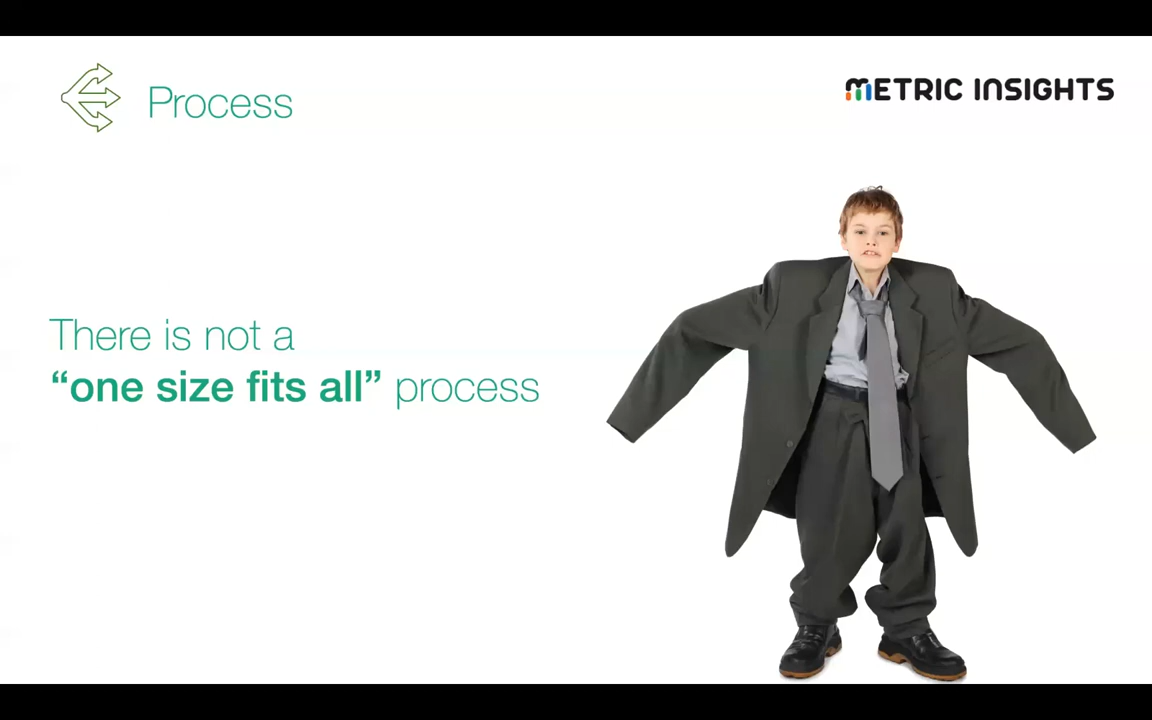 Process
METRIC INSIGHTS
There is not a
“one size fits all” process